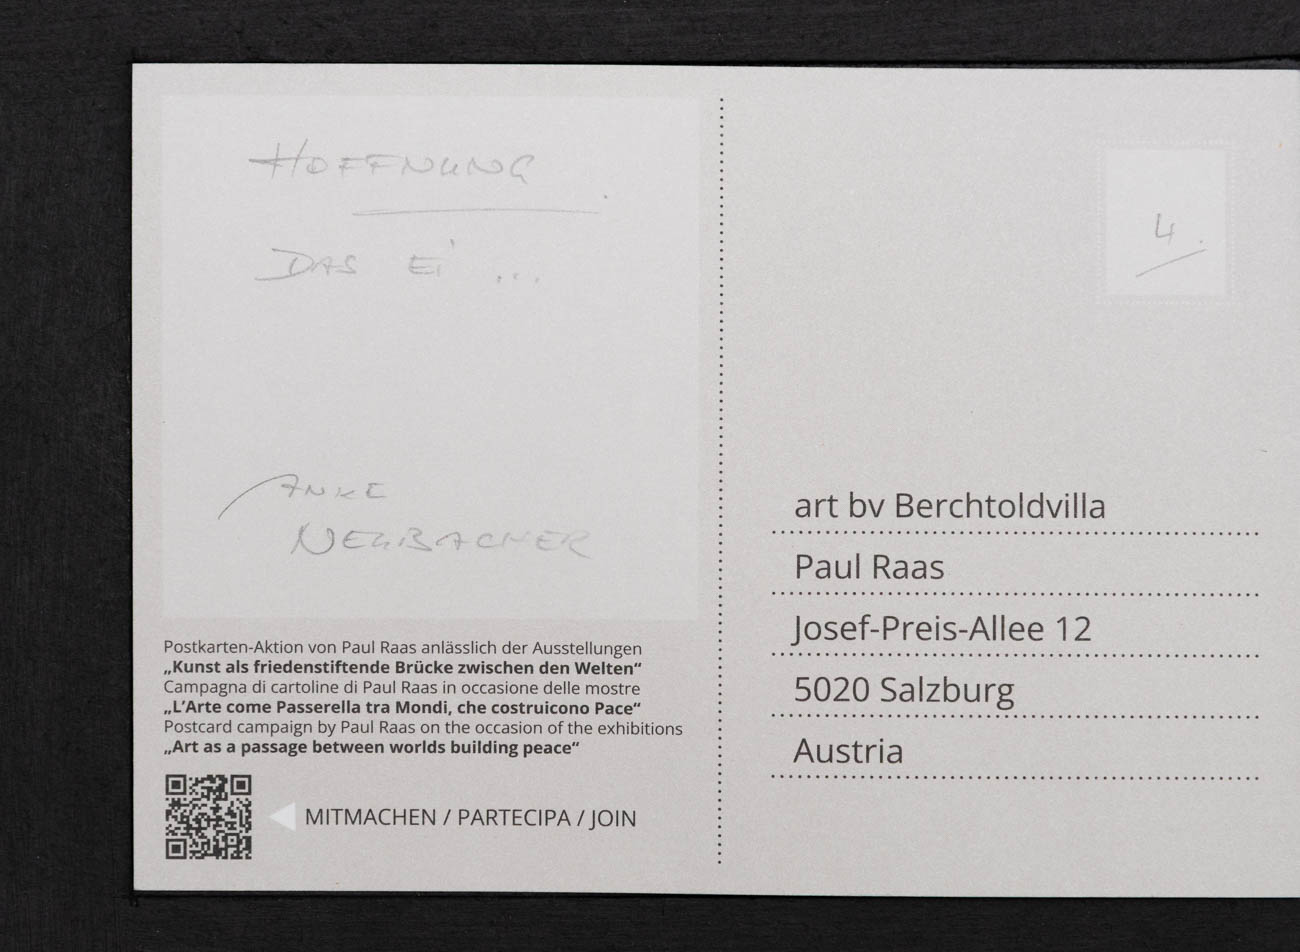 HOFFNUNG
DAS EI ...
ANKE
NEUBACHER
Postkarten-Aktion von Paul Raas anlässlich der Ausstellungen
„Kunst als friedenstiftende Brücke zwischen den Welten“
Campagna di cartoline di Paul Raas in occasione delle mostre
„L’Arte come Passerella tra Mondi, che costruicono Pace“
Postcard campaign by Paul Raas on the occasion of the exhibitions
„Art as a passage between worlds building peace“
MITMACHEN / PARTECIPA / JOIN
4.
art bv Berchtoldvilla
Paul Raas
Josef-Preis-Allee 12
5020 Salzburg
Austria